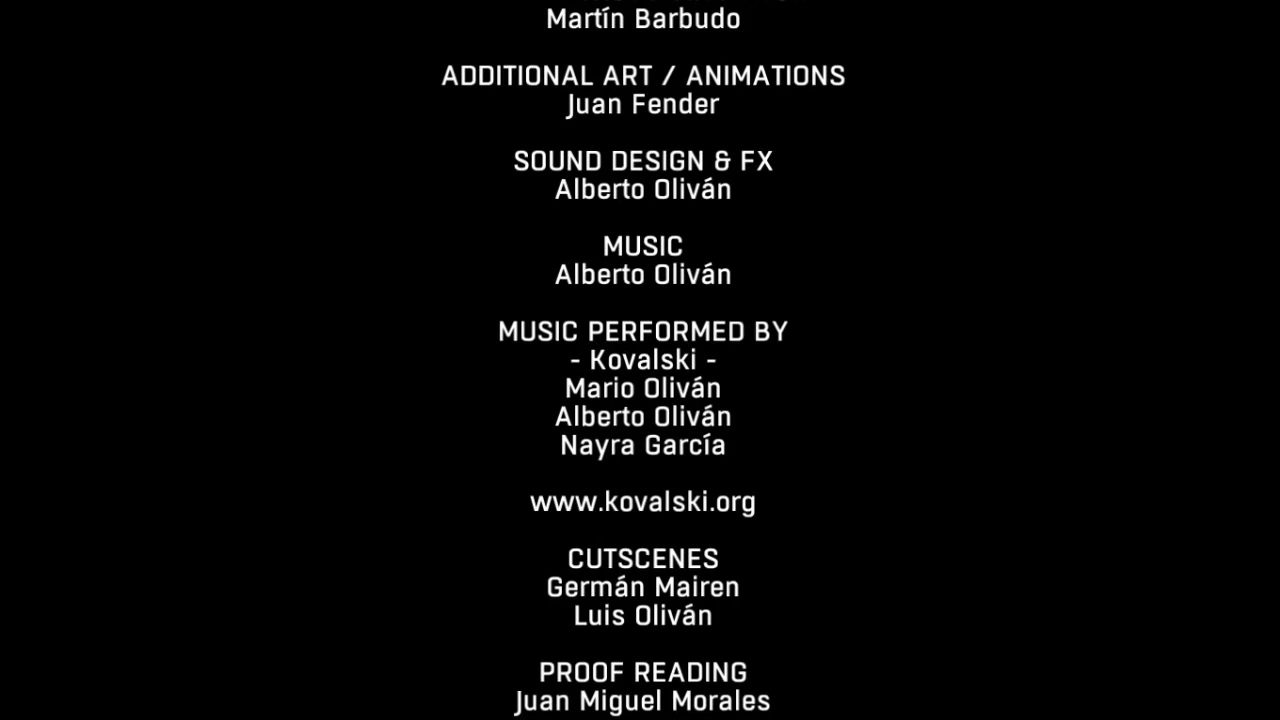 Martín Barbudo
ADDITIONAL ART / ANIMATIONS
Juan Fender
SOUND DESIGN & FX
Alberto Oliván
MUSIC
Alberto Oliván
MUSIC PERFORMED BY
- Kovalski -
Mario Oliván
Alberto Oliván
Nayra García
www.kovalski.org
CUTSCENES
Germán Mairen
Luis Oliván
PROOF READING
Juan Miguel Morales